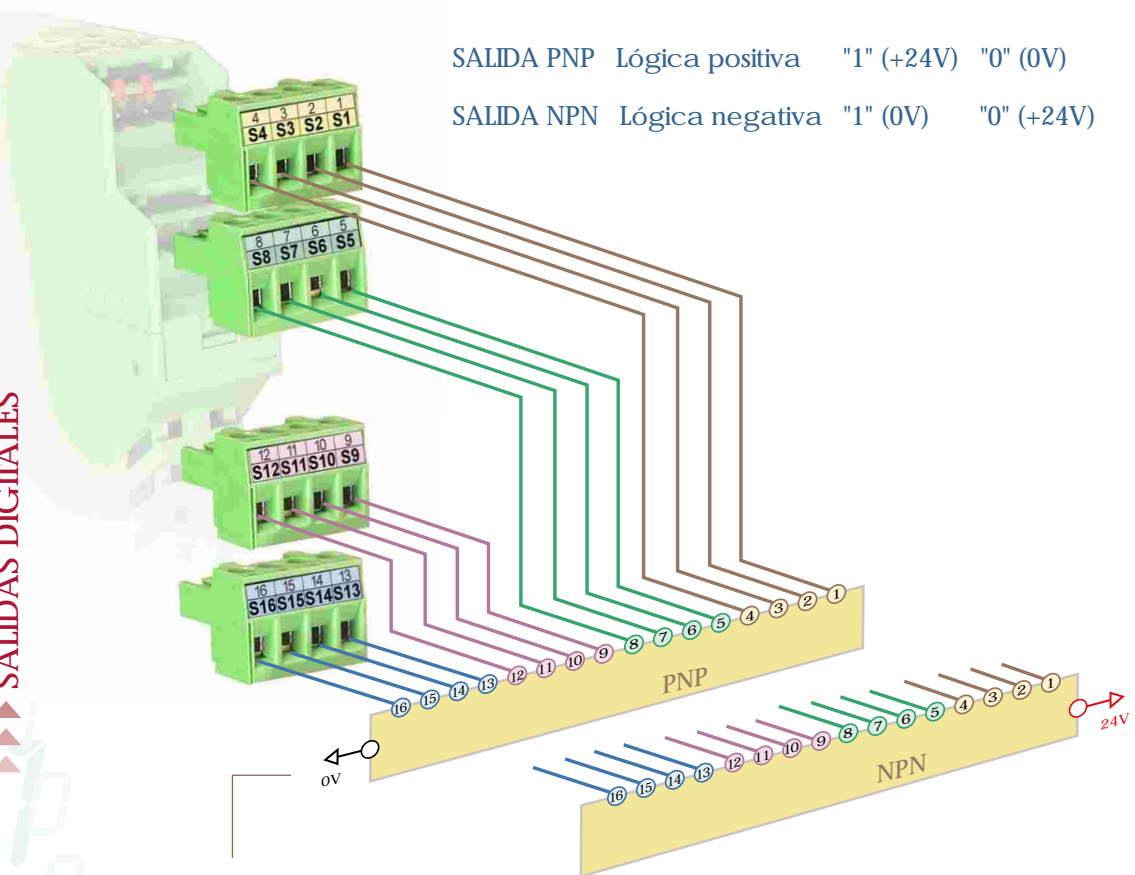 SALIDA PNP Lógica positiva "1" (+24V) "0" (0V)
SALIDA NPN Lógica negativa "1" (0V) "0" (+24V)
4 3 2 1
S4 S3 S2 S1
8 7 6 5
S8 S7 S6 S5
12 11 10 9
S12 S11 S10 S9
16 15 14 13
S16 S15 S14 S13
SALIDAS DIGITALES
16 15 14 13 12 11 10 9 8 7 6 5 4 3 2 1
PNP
0V
16 15 14 13 12 11 10 9 8 7 6 5 4 3 2 1
NPN
24V